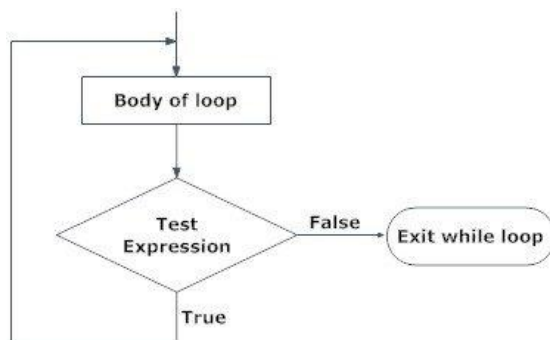 Body of loop
Test
Expression
False
Exit while loop
True